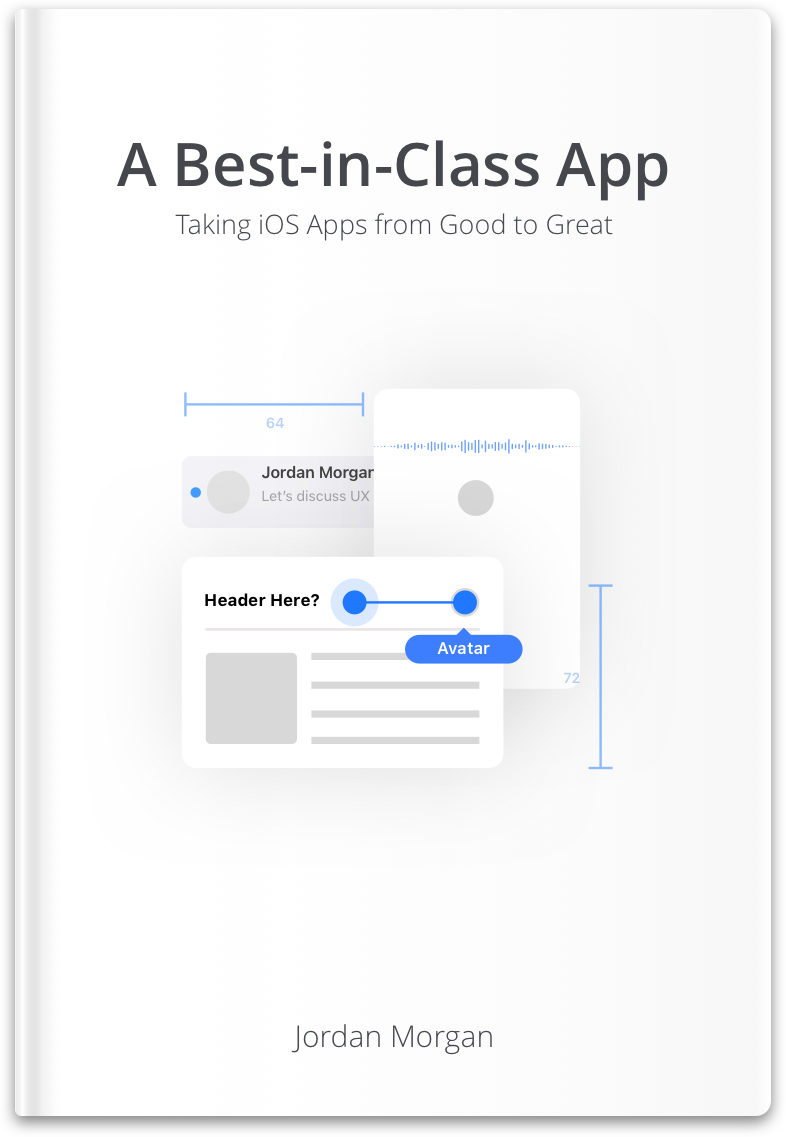 A Best-in-Class App
Taking iOS Apps from Good to Great
64
Jordan Morgan
Let's discuss UX
Header Here?
Avatar
72
Jordan Morgan